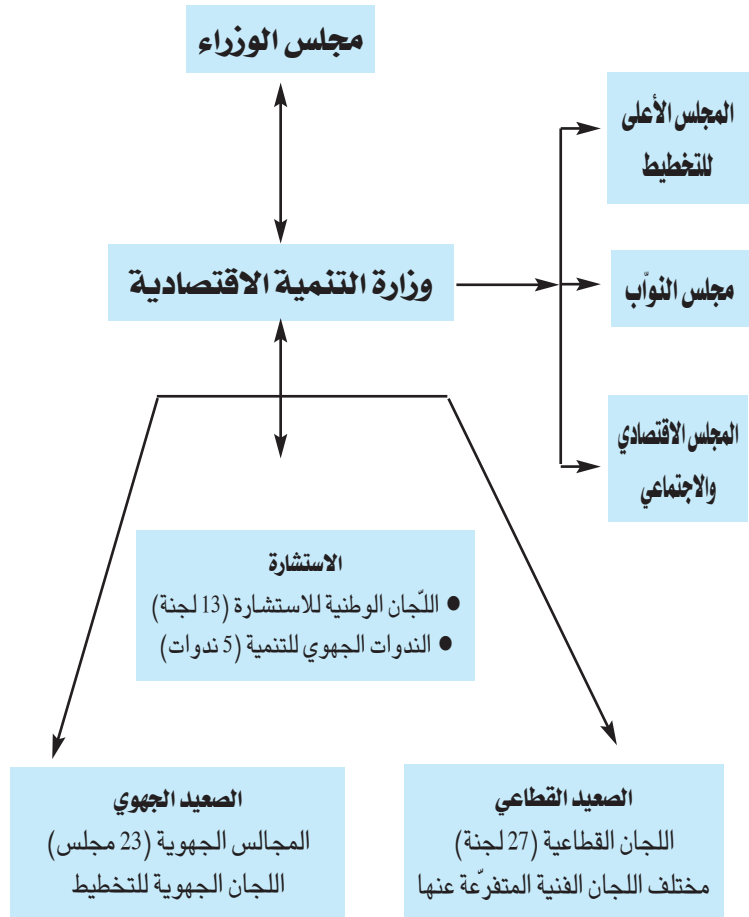 مجلس الوزراء
المجلس الأعلى
للتخطيط
وزارة التنمية الاقتصادية
مجلس النوّاب
المجلس الاقتصادي
والاجتماعي
الاستشارة
● اللّجان الوطنية للاستشارة (13 لجنة)
● الندوات الجهوي للتنمية (5 ندوات)
الصعيد القطاعي
اللجان القطاعية (27 لجنة)
مختلف اللجان الفنية المتفرّعة عنها
الصعيد الجهوي
المجالس الجهوية (23 مجلس)
اللجان الجهوية للتخطيط